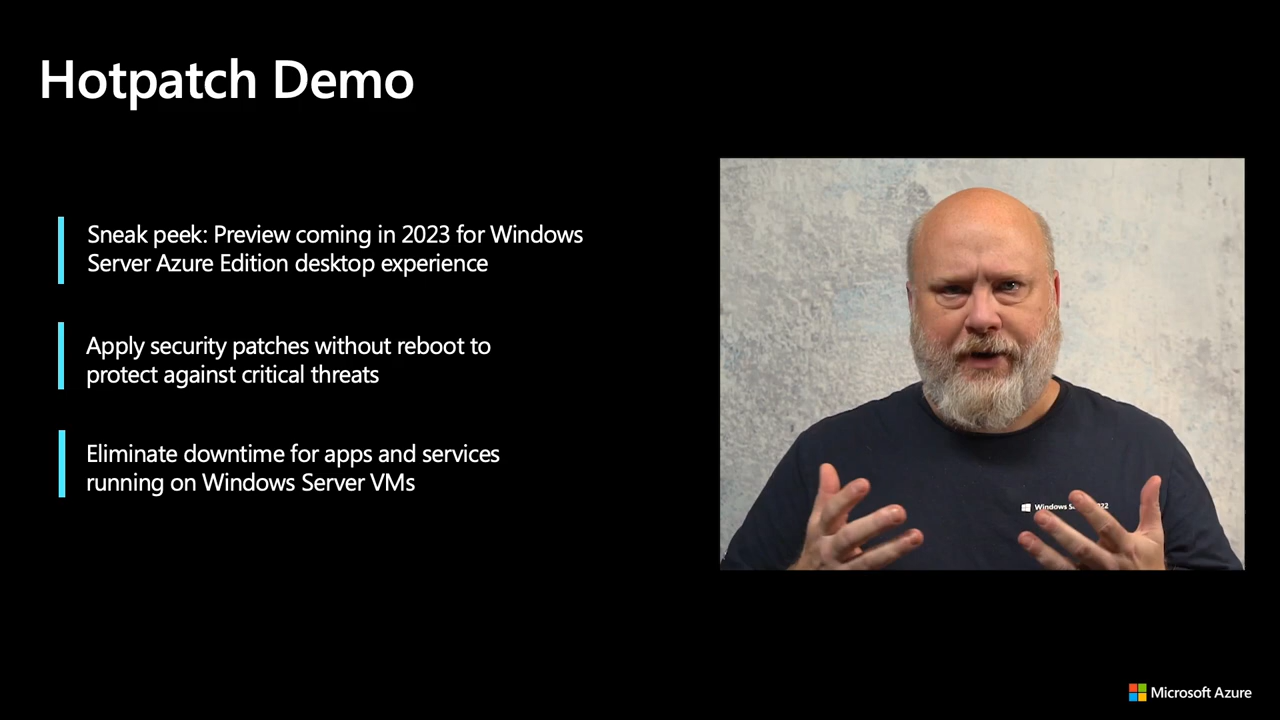 Hotpatch Demo
Sneak peek: Preview coming in 2023 for Windows
Server Azure Edition desktop experience
Apply security patches without reboot to
protect against critical threats
Eliminate downtime for apps and services
running on Windows Server VMs
Windows
Microsoft Azure